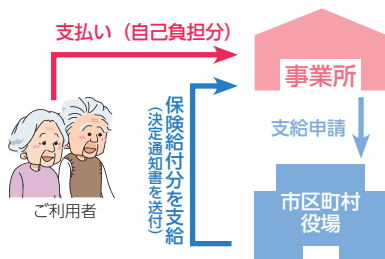 支払い（自己負担分）
事業所
保険給付分を支給
（決定通知書を送付）
支給申請
ご利用者
市区町村
役場